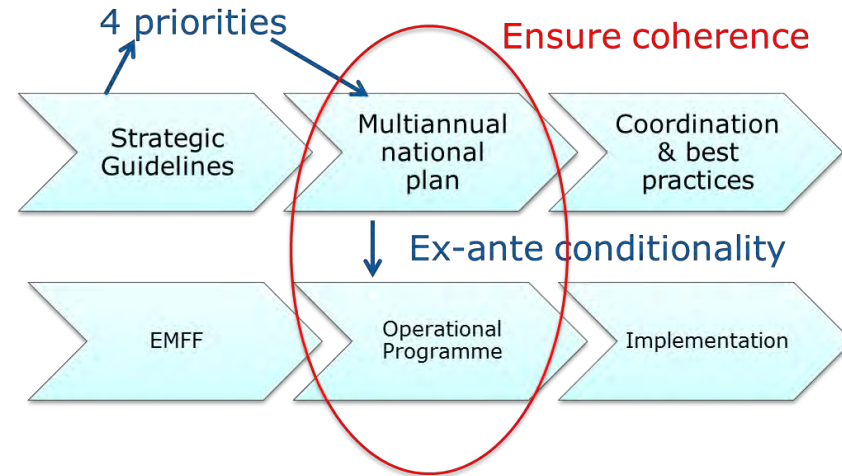 4 priorities
Ensure coherence
Strategic
Guidelines
Multiannual
national
plan
Coordination
& best
practices
Ex-ante conditionality
EMFF
Operational
Programme
Implementation